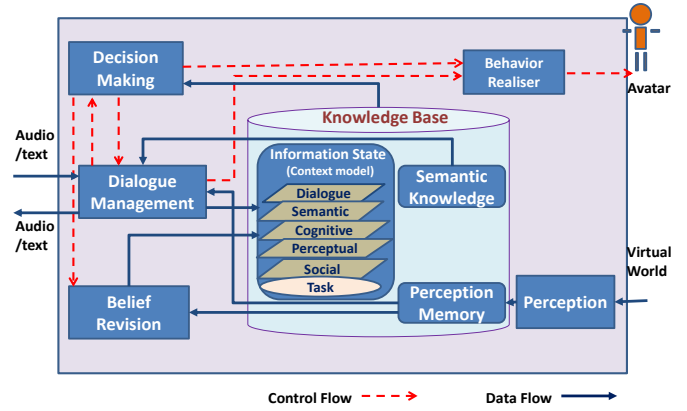 Decision
Making
Behavior
Realiser
Avatar
Audio
/text
Knowledge Base
Information State
(Context model)
Dialogue
Semantic
Cognitive
Perceptual
Social
Task
Semantic
Knowledge
Dialogue
Management
Audio
/text
Virtual
World
Belief
Revision
Perception
Memory
Perception
Control Flow
Data Flow